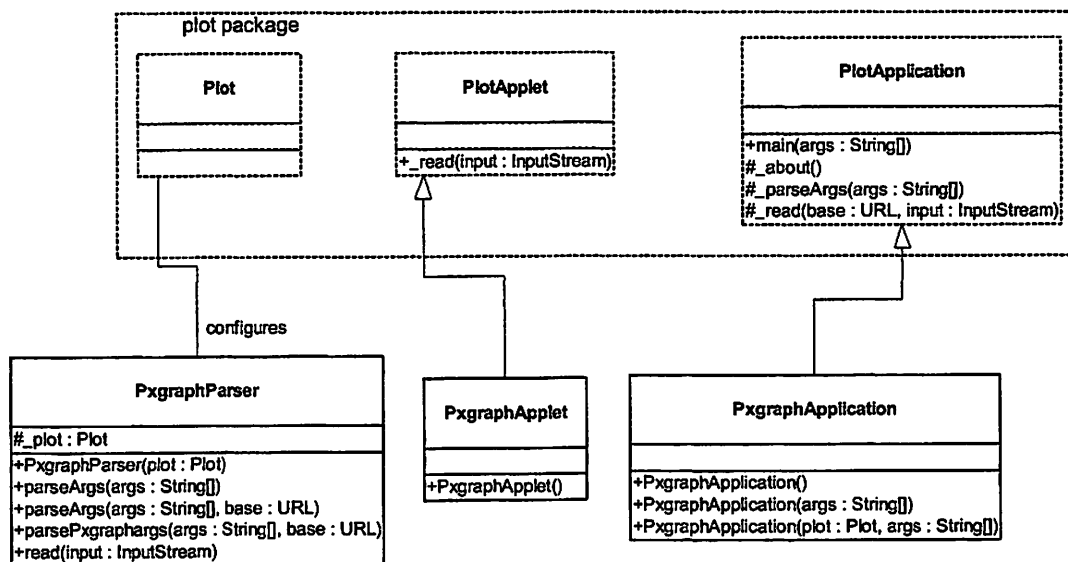 plot package
Plot
PlotApplet
+_read(input : InputStream)
PlotApplication
+main(args : String[])
#_about()
#_parseArgs(args : String[])
#_read(base : URL, input : InputStream)
configures
PxgraphParser
#_plot : Plot
+PxgraphParser(plot : Plot)
+parseArgs(args : String[])
+parseArgs(args : String[], base : URL)
+parsePxgraphargs(args : String[], base : URL)
+read(input : InputStream)
PxgraphApplet
+PxgraphApplet()
PxgraphApplication
+PxgraphApplication()
+PxgraphApplication(args : String[])
+PxgraphApplication(plot : Plot, args : String[])